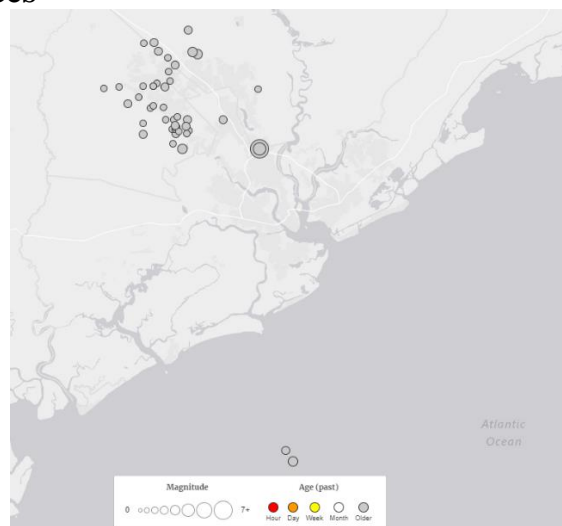 Atlantic
Ocean
Magnitude
0 7+
Age (past)
Hour Day Week Month Older